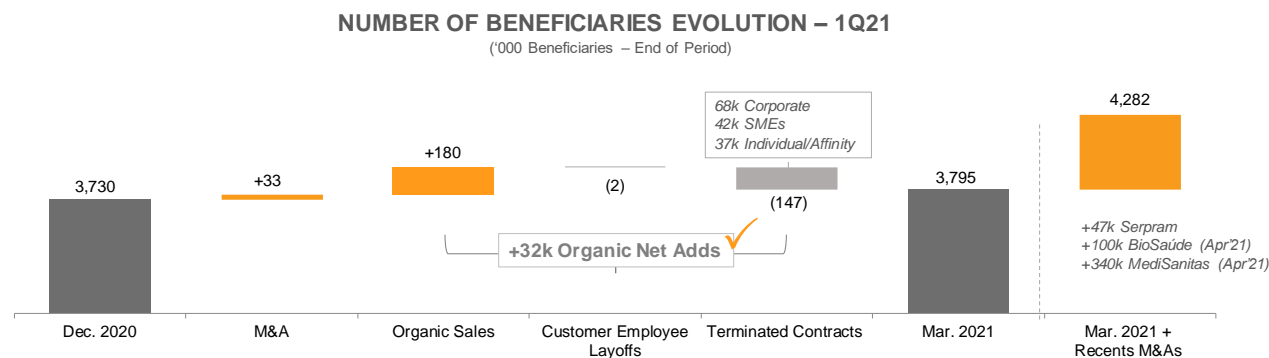 NUMBER OF BENEFICIARIES EVOLUTION – 1Q21
('000 Beneficiaries – End of Period)
68k Corporate
42k SMEs
37k Individual/Affinity
4,282
+180
3,730
+33
(2)
(147)
3,795
+32k Organic Net Adds
+47k Serpram
+100k BioSaúde (Apr'21)
+340k MediSanitas (Apr'21)
Dec. 2020
M&A
Organic Sales
Customer Employee
Layoffs
Terminated Contracts
Mar. 2021
Mar. 2021 +
Recents M&As